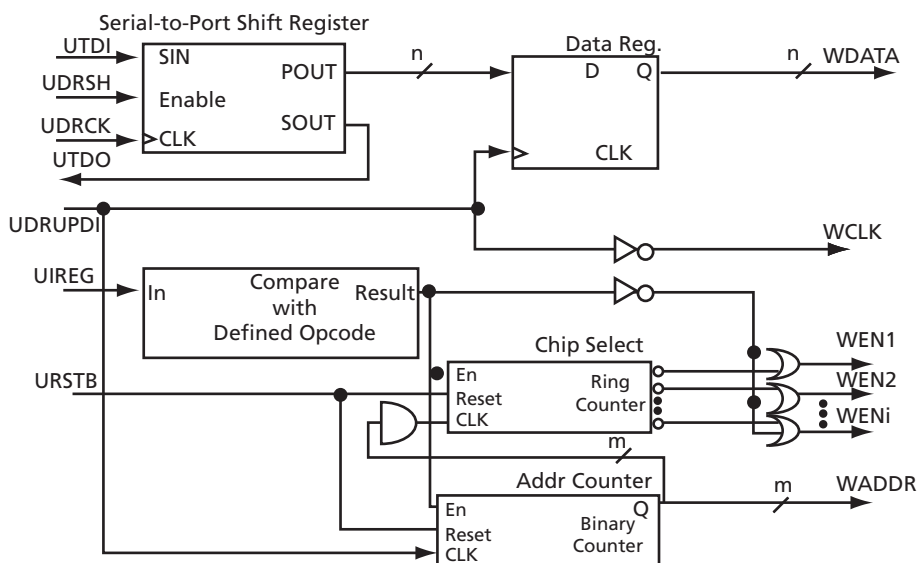 Serial-to-Port Shift Register
UTDI
UDRSH
UDRCK
UTDO
SIN
Enable
CLK
POUT
SOUT
n
Data Reg.
D Q
CLK
n
WDATA
UDRUPDI
WCLK
UIREG
In
Compare
with
Defined Opcode
Result
URSTB
Chip Select
En
Reset
CLK
Ring
Counter
WEN1
WEN2
WENi
m
Addr Counter
En
Reset
CLK
Q
Binary
Counter
m
WADDR